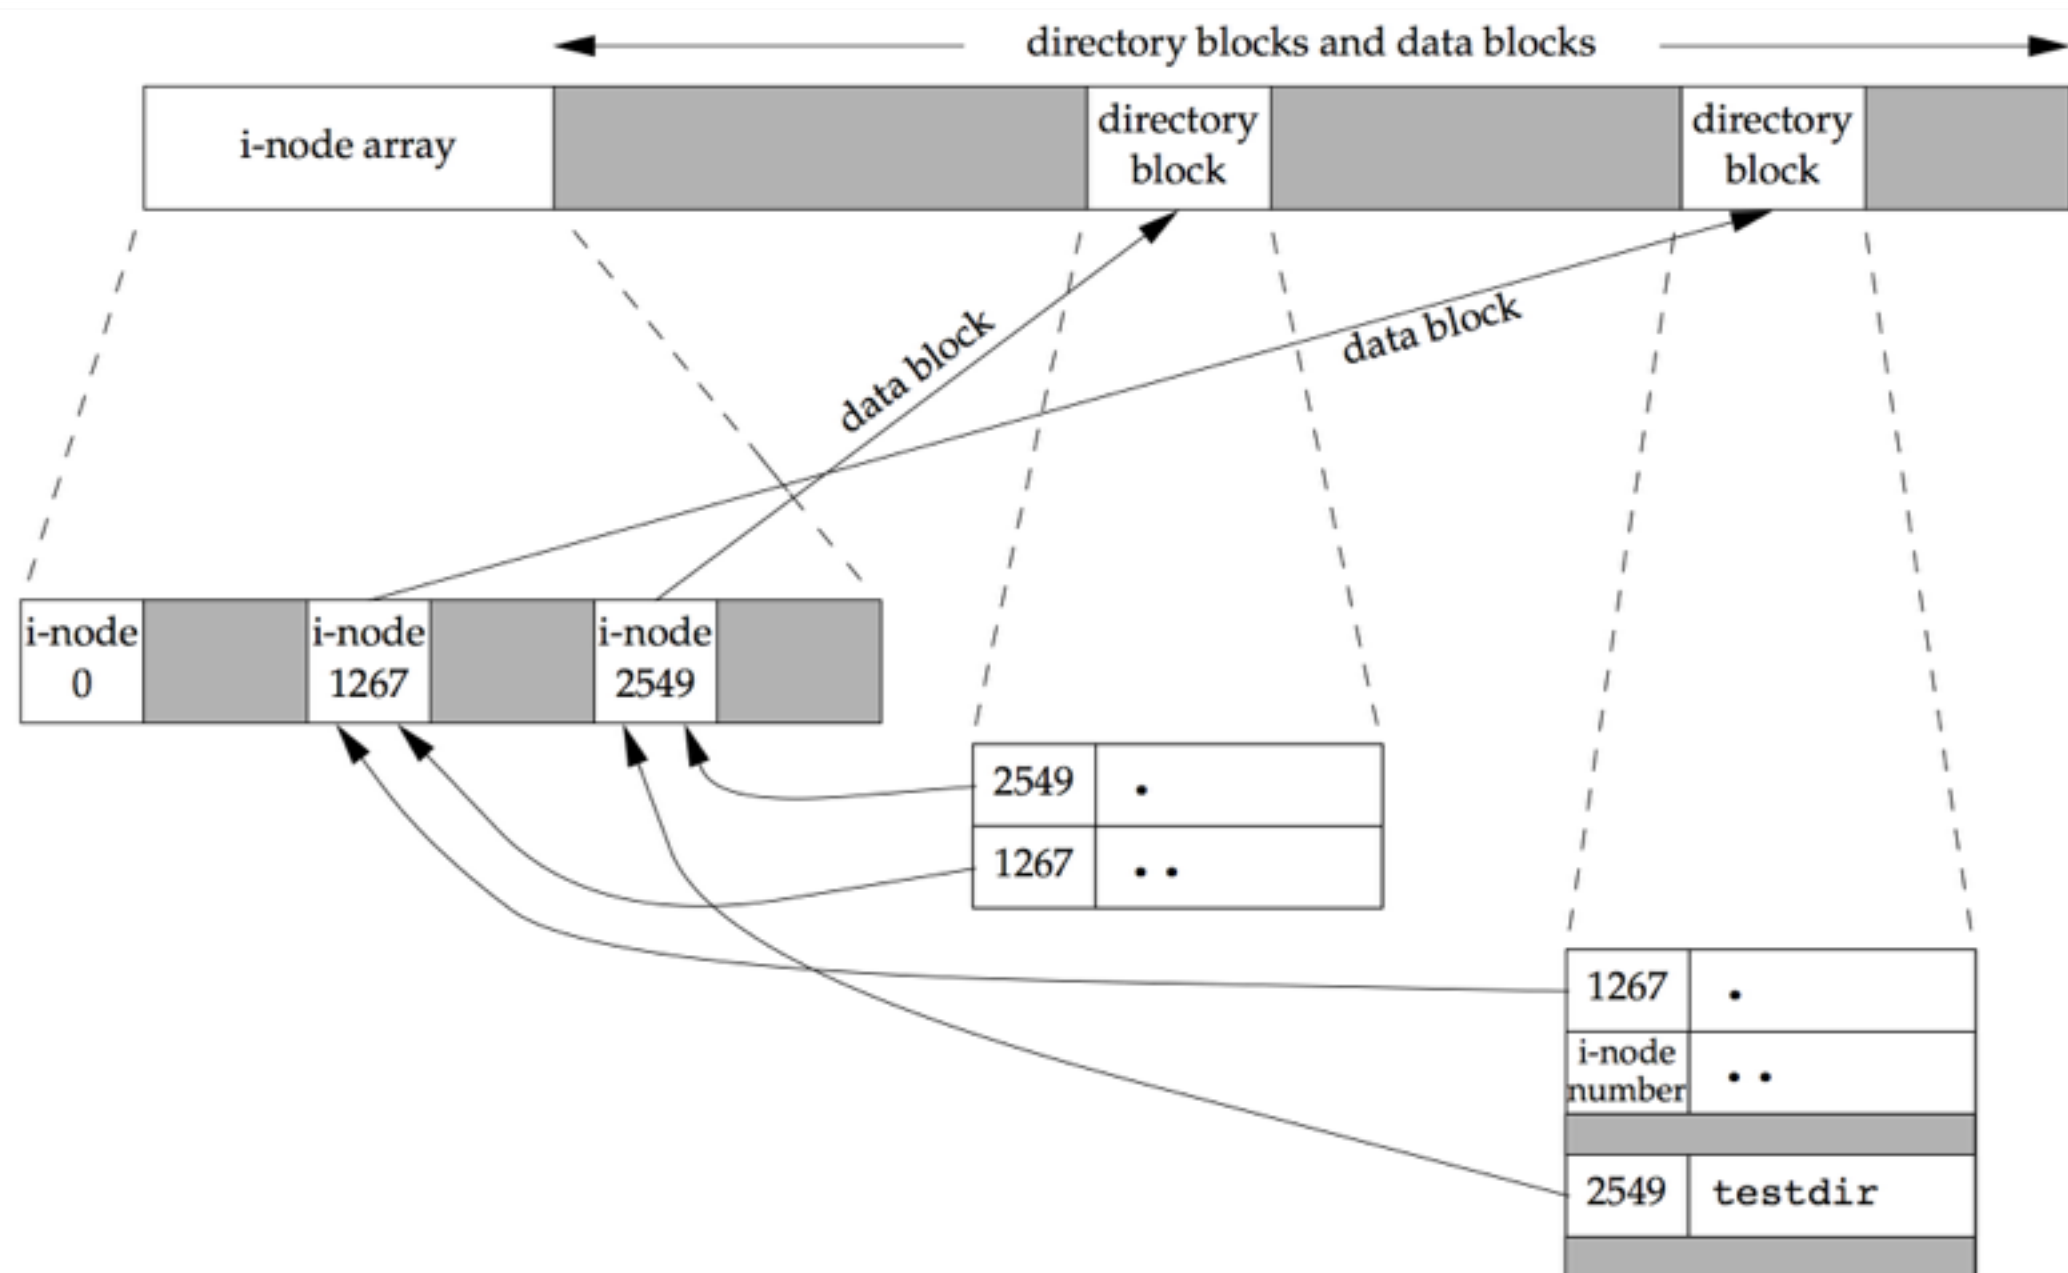 directory blocks and data blocks
i-node array
directory
block
directory
block
data block
data block
i-node
0
i-node
1267
i-node
2549
2549 .
1267 . .
1267 .
i-node
number . .
2549 testdir